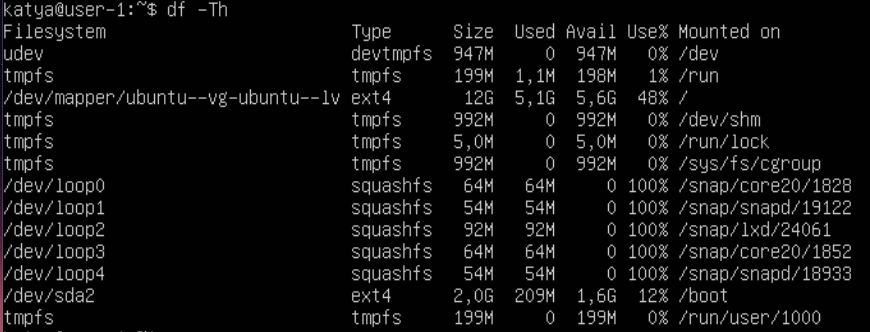 katya@user-1:~$ df -Th
Filesystem Type Size Used Avail Use% Mounted on
udev devtmpfs 947M 0 947M 0% /dev
tmpfs tmpfs 199M 1,1M 198M 1% /run
/dev/mapper/ubuntu--vg-ubuntu--lv ext4 12G 5,1G 5,6G 48% /
tmpfs tmpfs 992M 0 992M 0% /dev/shm
tmpfs tmpfs 5,0M 0 5,0M 0% /run/lock
tmpfs tmpfs 992M 0 992M 0% /sys/fs/cgroup
/dev/loop0 squashfs 64M 64M 0 100% /snap/core20/1828
/dev/loop1 squashfs 54M 54M 0 100% /snap/snapd/19122
/dev/loop2 squashfs 92M 92M 0 100% /snap/lxd/24061
/dev/loop3 squashfs 64M 64M 0 100% /snap/core20/1852
/dev/loop4 squashfs 54M 54M 0 100% /snap/snapd/18933
/dev/sda2 ext4 2,0G 209M 1,6G 12% /boot
tmpfs tmpfs 199M 0 199M 0% /run/user/1000